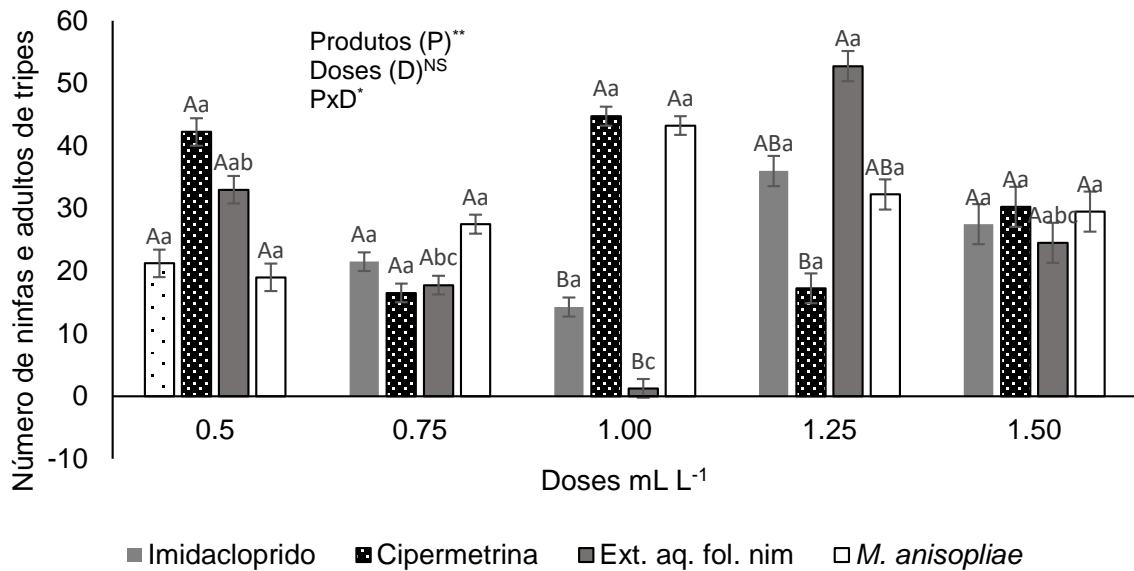 Número de ninfas e adultos de tripes
60
50
40
30
20
10
0
-10
Produtos (P)**
Doses (D)NS
PxD*
Aa
Aa
Aab
Aa
Aa
Aa
Abc
Aa
Ba
Aa
Bc
Aa
ABa
Ba
Aa
ABa
Aa
Aa
Aabc
Aa
0.5
0.75
1.00
1.25
1.50
Doses mL L-1
Imidacloprido Cipermetrina Ext. aq. fol. nim M. anisopliae